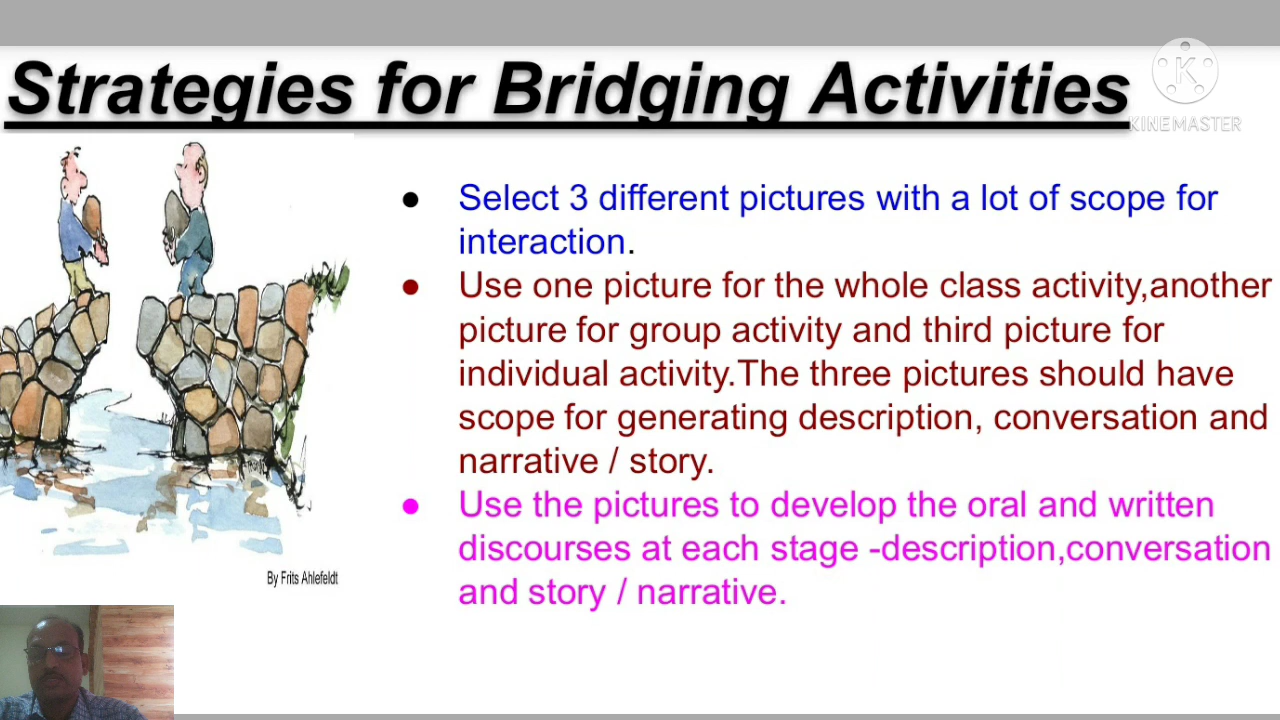 Strategies for Bridging Activities
KINEMASTER
● Select 3 different pictures with a lot of scope for
interaction.
● Use one picture for the whole class activity,another
picture for group activity and third picture for
individual activity.The three pictures should have
scope for generating description, conversation and
narrative / story.
● Use the pictures to develop the oral and written
discourses at each stage -description,conversation
and story / narrative.
By Frits Ahlefeldt